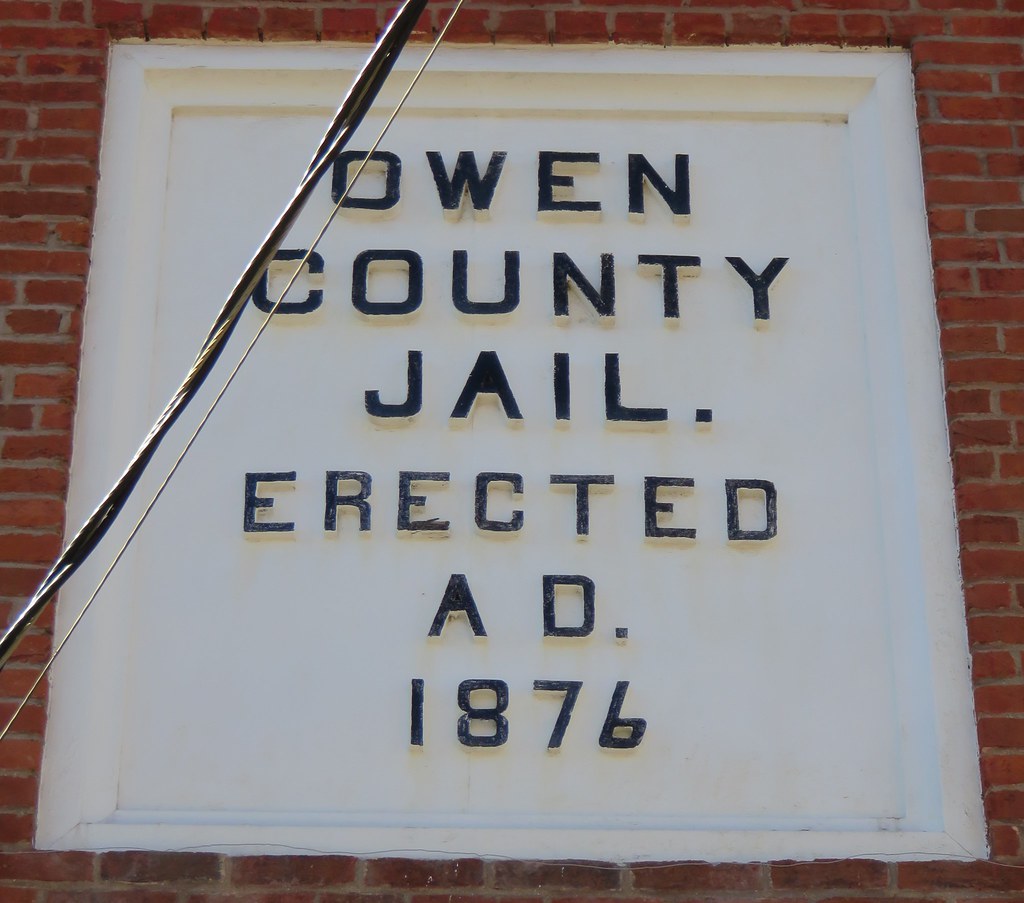 OWEN
COUNTY
JAIL.
ERECTED
A D.
1876